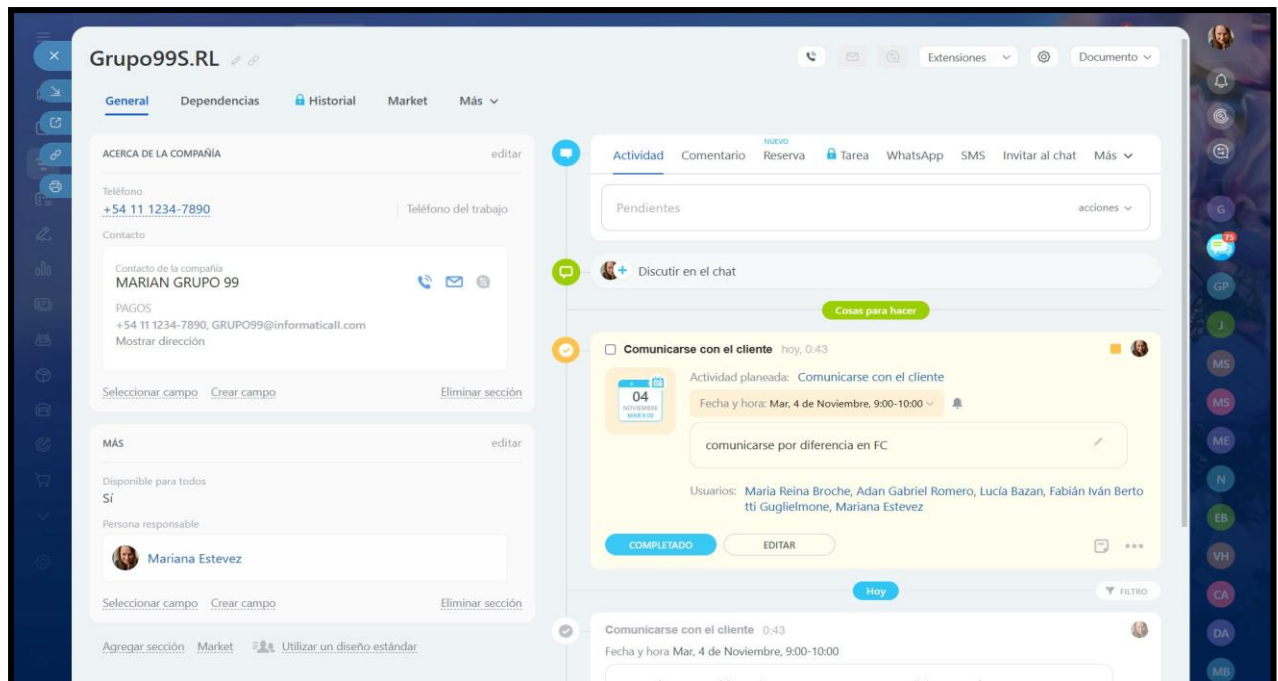 Grupo99S.RL
Extensiones
Documento
General Dependencias Historial Market Más
ACERCA DE LA COMPAÑÍA editar
Teléfono
+54 11 1234-7890 Teléfono del trabajo
Contacto
Contacto de la compañía
MARIAN GRUPO 99
PAGOS
+54 11 1234-7890, GRUPO99@informaticall.com
Mostrar dirección
Seleccionar campo Crear campo Eliminar sección
MÁS editar
Disponible para todos
Sí
Persona responsable
Mariana Estevez
Seleccionar campo Crear campo Eliminar sección
Agregar sección Market Utilizar un diseño estándar
NUEVO
Actividad Comentario Reserva Tarea WhatsApp SMS Invitar al chat Más
Pendientes acciones
Discutir en el chat
Cosas para hacer
Comunicarse con el cliente hoy, 0:43
Actividad planeada: Comunicarse con el cliente
04
NOVIEMBRE
MAR 9:00
Fecha y hora: Mar, 4 de Noviembre, 9:00-10:00
comunicarse por diferencia en FC
Usuarios: Maria Reina Broche, Adan Gabriel Romero, Lucía Bazan, Fabián Iván Berto
tti Guglielmone, Mariana Estevez
COMPLETADO EDITAR
Hoy FILTRO
Comunicarse con el cliente 0:43
Fecha y hora Mar, 4 de Noviembre, 9:00-10:00
G
75
GP
J
MS
MS
ME
N
EB
VH
CA
DA
MB